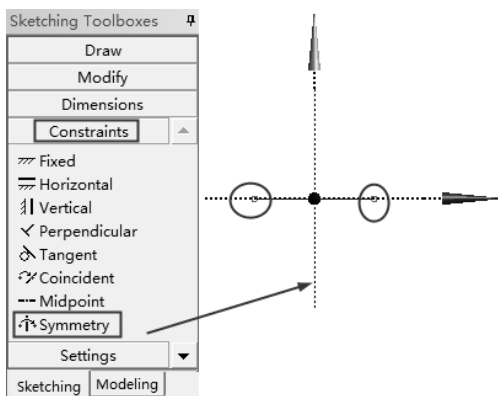 Sketching Toolboxes
Draw
Modify
Dimensions
Constraints
Fixed
Horizontal
Vertical
Perpendicular
Tangent
Coincident
Midpoint
Symmetry
Settings
Sketching Modeling